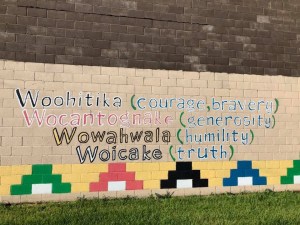 Woohitika (courage, bravery)
Wocantognake (generosity)
Wowahwala (humility)
Woicake (truth)